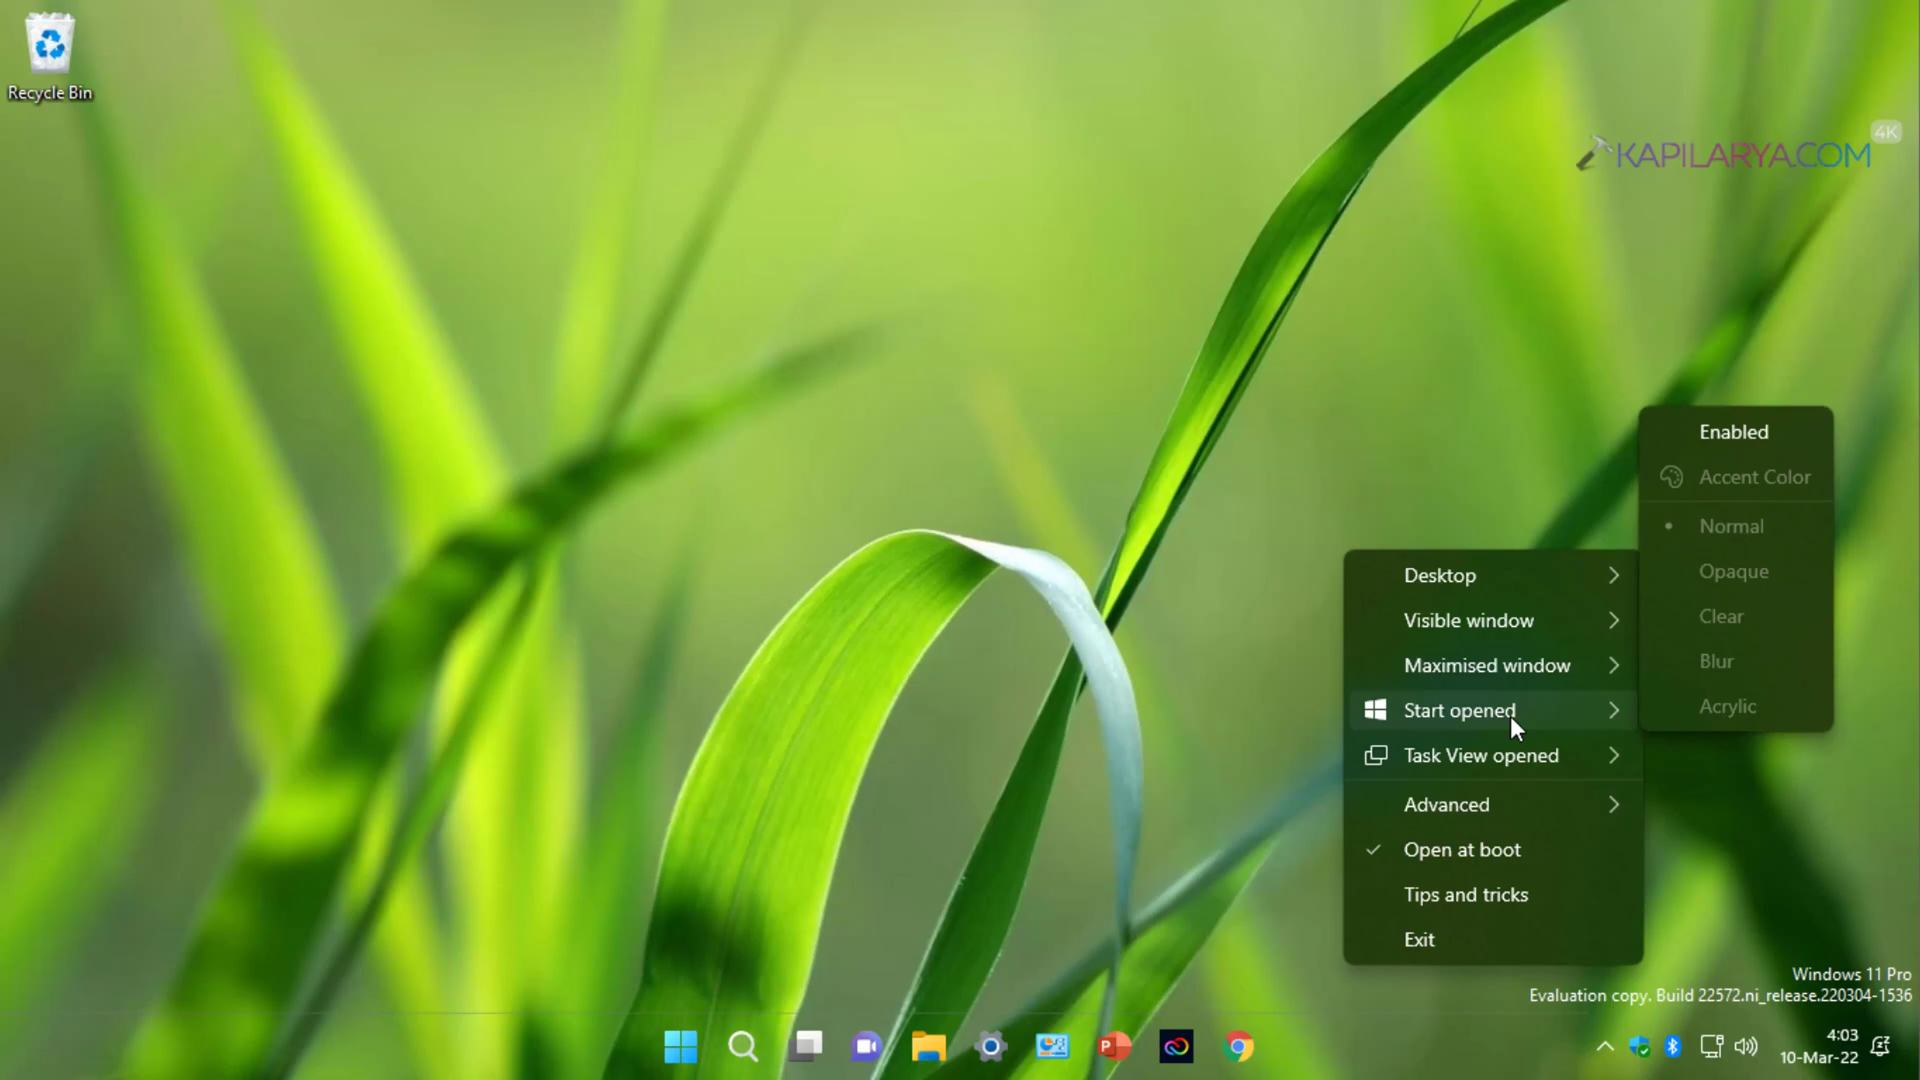 Recycle Bin
4K
KAPILARYA.COM
Enabled
Accent Color
Normal
Opaque
Clear
Blur
Acrylic
Desktop
Visible window
Maximised window
Start opened
Task View opened
Advanced
Open at boot
Tips and tricks
Exit
Windows 11 Pro
Evaluation copy. Build 22572.ni_release.220304-1536
P
4:03
10-Mar-22